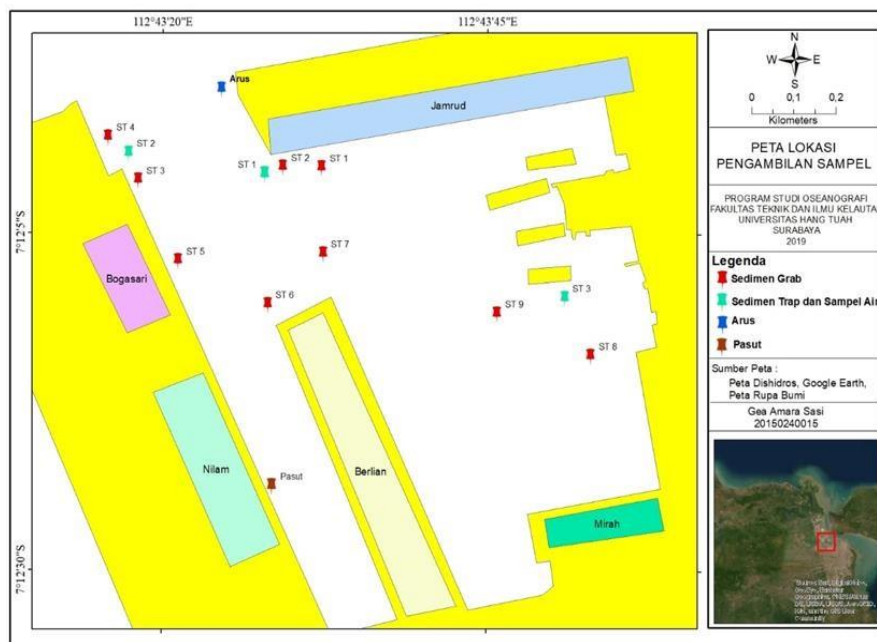 112°43'20"E
112°43'45"E
7°12'5"S
7°12'30"S
Arus
Jamrud
ST 4
ST 2
ST 3
ST 1
ST 2
ST 1
ST 5
ST 7
ST 6
ST 3
ST 9
ST 8
Bogasari
Nilam
Pasut
Berlian
Mirah
N
W
E
S
0
0,1
0,2
Kilometers
PETA LOKASI
PENGAMBILAN SAMPEL
PROGRAM STUDI OSEANOGRAFI
FAKULTAS TEKNIK DAN ILMU KELAUTA
UNIVERSITAS HANG TUAH
SURABAYA
2019
Legenda
Sedimen Grab
Sedimen Trap dan Sampel Air
Arus
Pasut
Sumber Peta :
Peta Dishidros, Google Earth,
Peta Rupa Bumi
Gea Amara Sasi
20150240015
Community